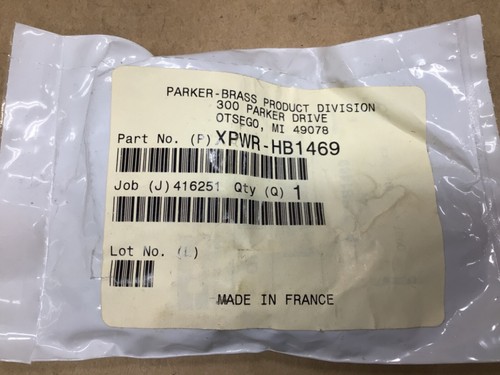 PARKER-BRASS PRODUCT DIVISION
300 PARKER DRIVE
OTSEGO, MI 49078
Part No. (P) XPWR-HB1469
Job (J) 416251 Qty (Q) 1
Lot No. (L)
MADE IN FRANCE